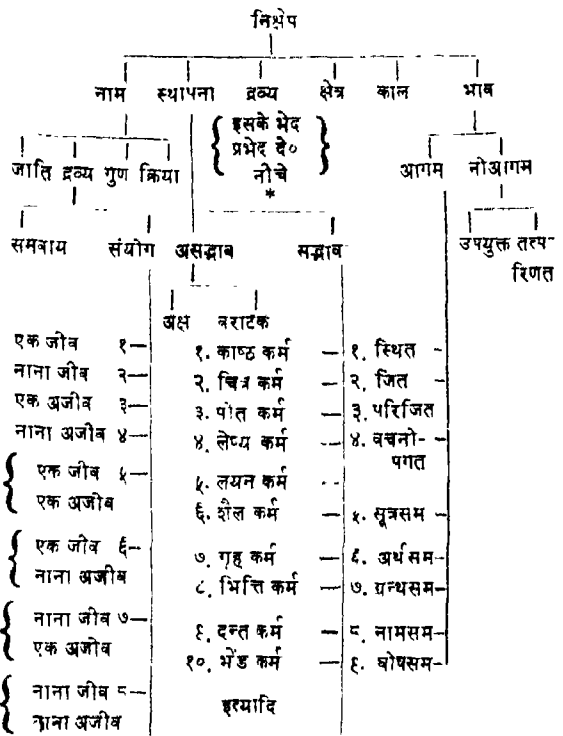 निक्षेप
नाम स्थापना द्रव्य क्षेत्र काल भाव
इसके भेद
प्रभेद दे०
नीचे
*
जाति द्रव्य गुण क्रिया
आगम नोआगम
समवाय संयोग असद्भाव सद्भाव
उपयुक्त तत्प-
रिणत
अक्ष वराटक
एक जीव १ १. काष्ठ कर्म १. स्थित
नाना जीव २ २. चित्र कर्म २. जित
एक अजीव ३ ३. पोत कर्म ३. परिजित
नाना अजीव ४ ४. लेप्य कर्म ४. वचनो-
पगत
एक जीव ५ ५. लयन कर्म
एक अजीव ६. शैल कर्म ५. सूत्रसम
एक जीव ६ ७. गृह कर्म ६. अर्थसम
नाना अजीव ८. भित्ति कर्म ७. ग्रन्थसम
नाना जीव ७ ९. दन्त कर्म ८. नामसम
एक अजीव १०. भेंड कर्म ९. घोषसम
नाना जीव ८ इत्यादि
नाना अजीव